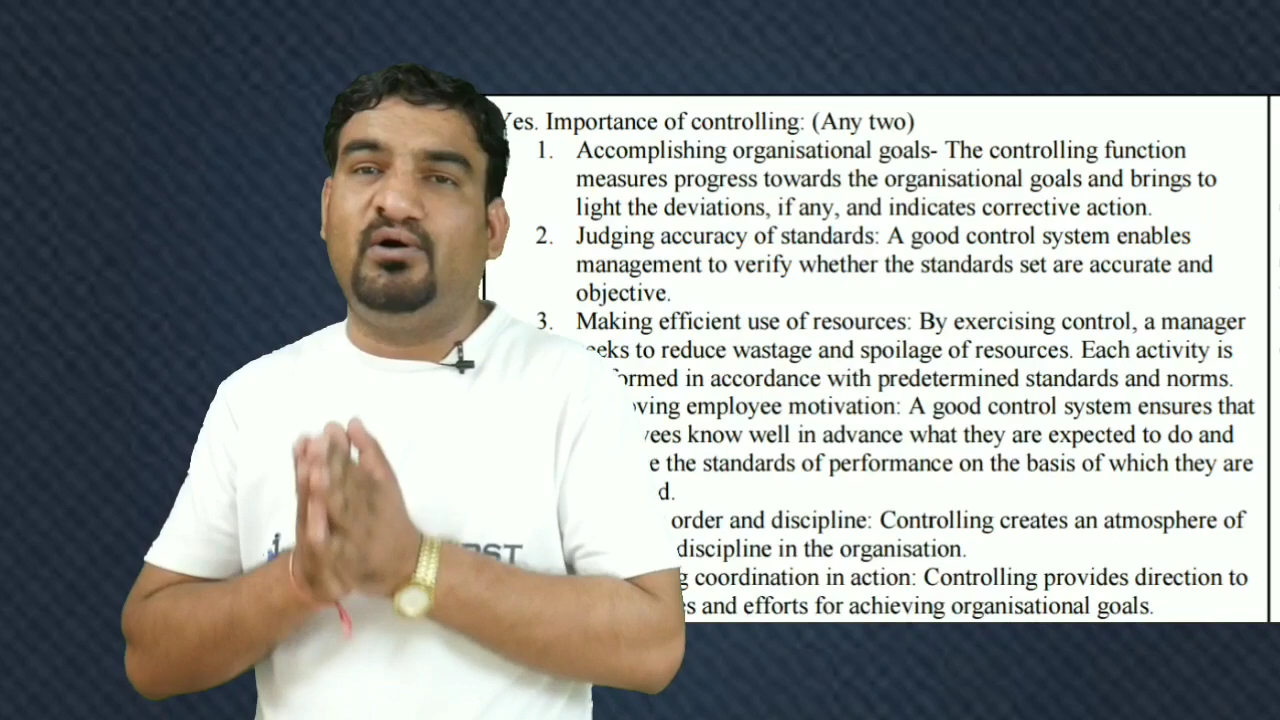 Yes. Importance of controlling: (Any two)
1. Accomplishing organisational goals- The controlling function
measures progress towards the organisational goals and brings to
light the deviations, if any, and indicates corrective action.
2. Judging accuracy of standards: A good control system enables
management to verify whether the standards set are accurate and
objective.
3. Making efficient use of resources: By exercising control, a manager
to reduce wastage and spoilage of resources. Each activity is
in accordance with predetermined standards and norms.
employee motivation: A good control system ensures that
know well in advance what they are expected to do and
the standards of performance on the basis of which they are
order and discipline: Controlling creates an atmosphere of
discipline in the organisation.
coordination in action: Controlling provides direction to
and efforts for achieving organisational goals.